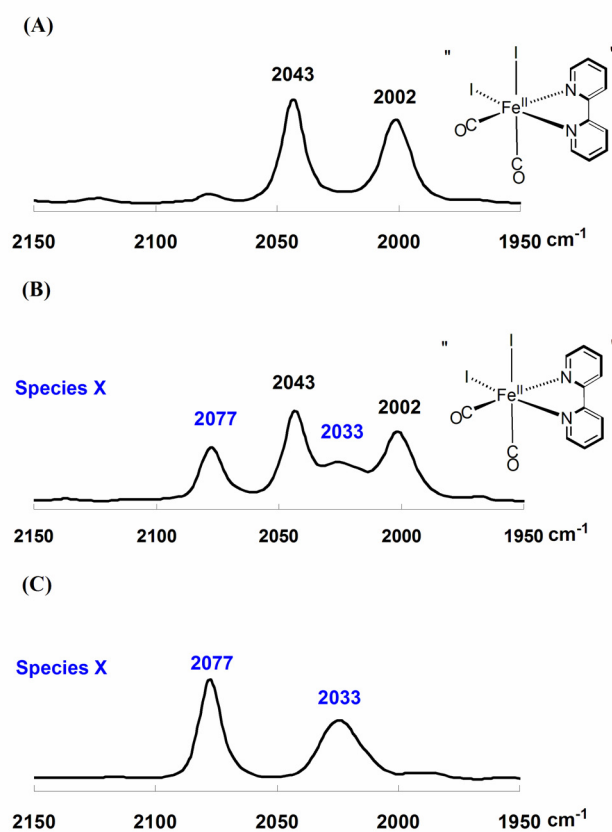 (A)
2043
2002
" "
I
I
Fe^II
N
N
OC
C
O
2150 2100 2050 2000 1950 cm⁻¹
(B)
Species X
2077
2043
2033
2002
" "
I
I
Fe^II
N
N
OC
C
O
2150 2100 2050 2000 1950 cm⁻¹
(C)
Species X
2077
2033
2150 2100 2050 2000 1950 cm⁻¹